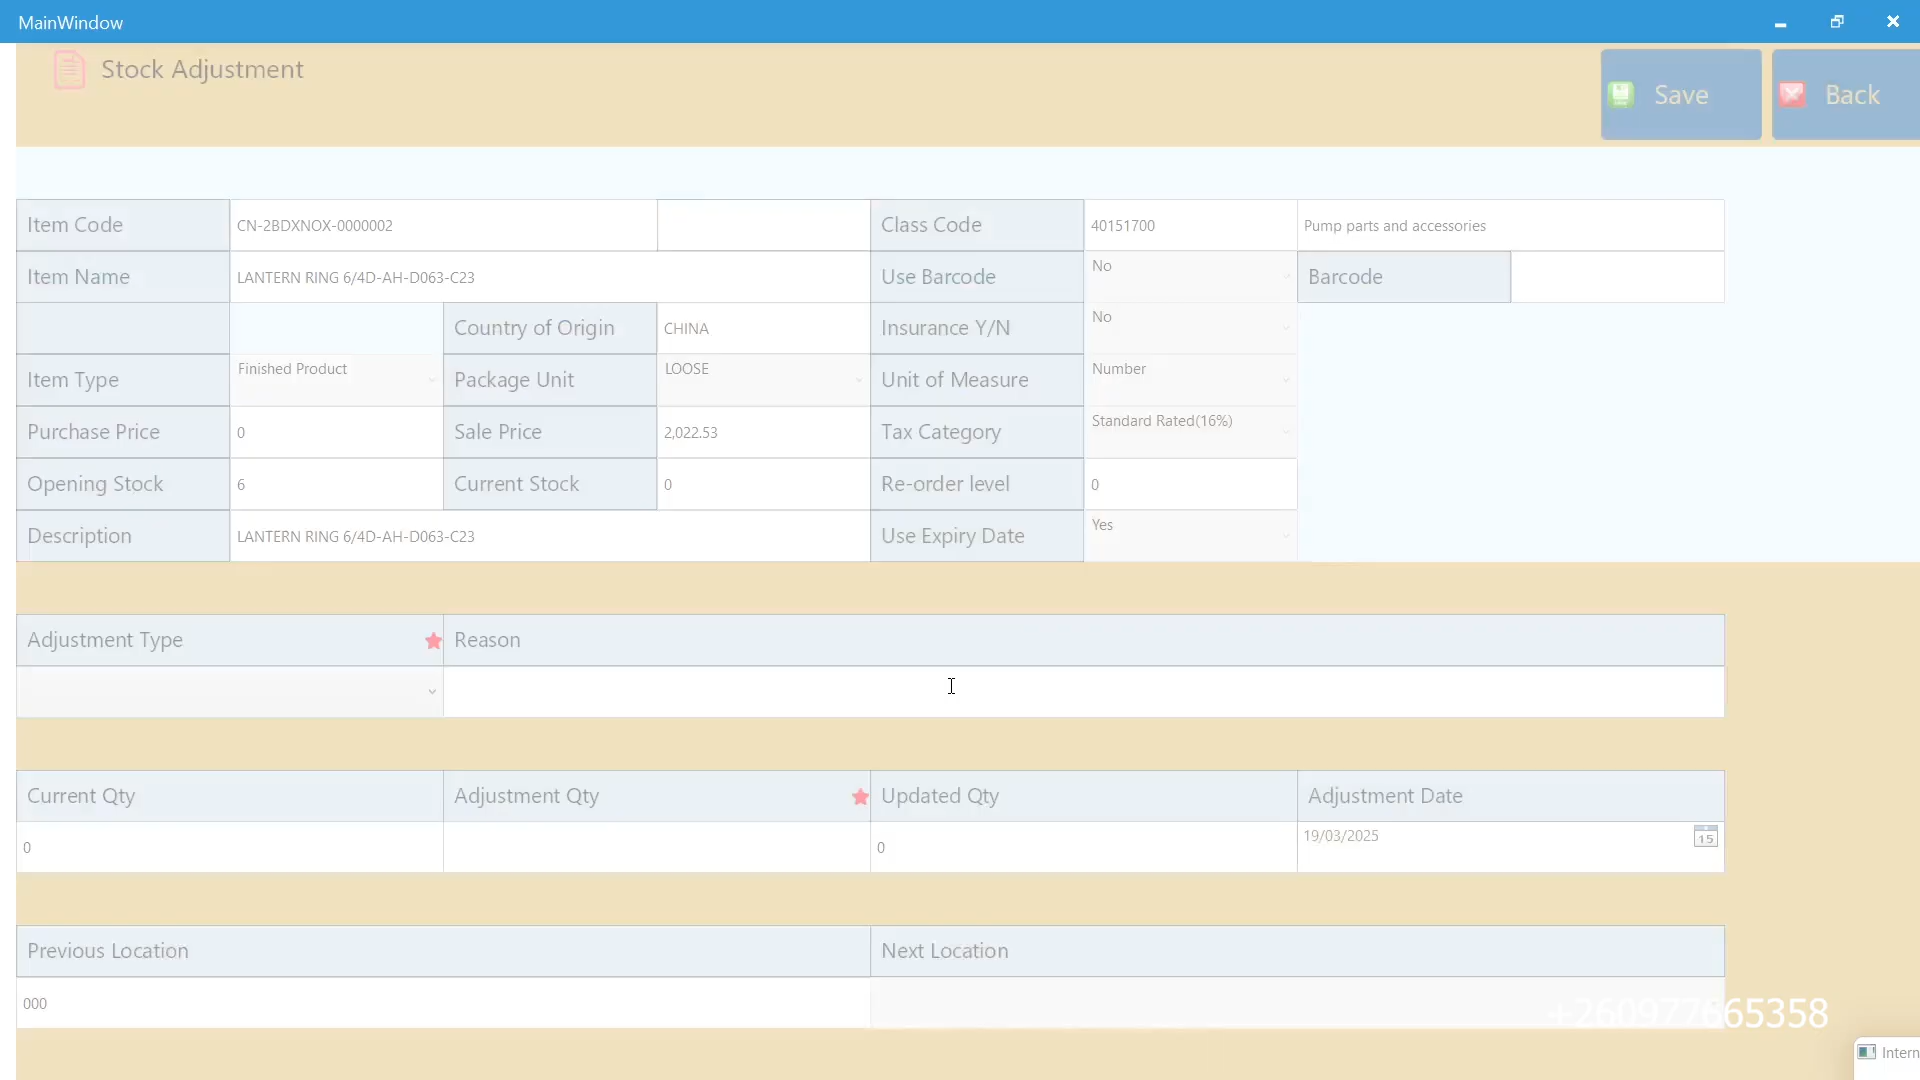 MainWindow
Stock Adjustment
Save
Back
Item Code CN-2BDXNOX-0000002 Class Code 40151700 Pump parts and accessories
Item Name LANTERN RING 6/4D-AH-D063-C23 Use Barcode No Barcode
Country of Origin CHINA Insurance Y/N No
Item Type Finished Product Package Unit LOOSE Unit of Measure Number
Purchase Price 0 Sale Price 2,022.53 Tax Category Standard Rated(16%)
Opening Stock 6 Current Stock 0 Re-order level 0
Description LANTERN RING 6/4D-AH-D063-C23 Use Expiry Date Yes
Adjustment Type Reason
Current Qty Adjustment Qty Updated Qty Adjustment Date
0 0 19/03/2025 15
Previous Location Next Location
000
+260977665358
Intern